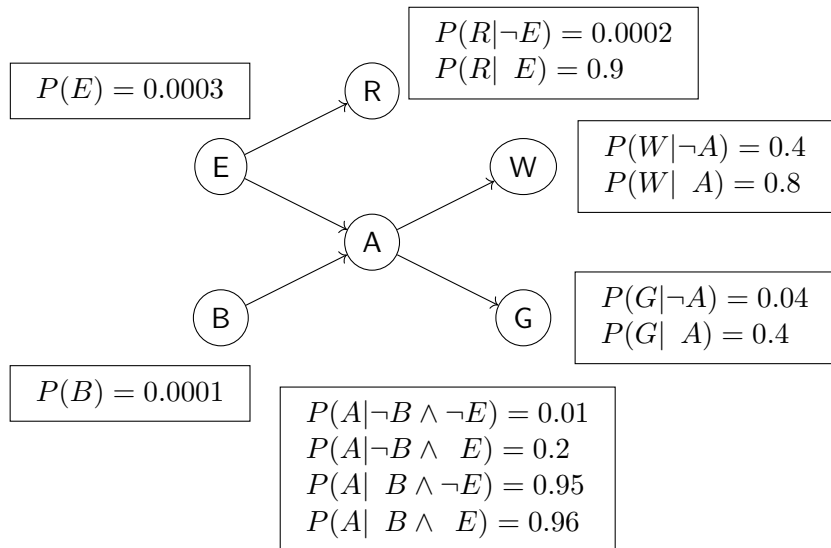 P(R|¬E) = 0.0002
P(R| E) = 0.9
P(E) = 0.0003
R
E
W
P(W|¬A) = 0.4
P(W| A) = 0.8
A
B
G
P(G|¬A) = 0.04
P(G| A) = 0.4
P(B) = 0.0001
P(A|¬B ∧ ¬E) = 0.01
P(A|¬B ∧ E) = 0.2
P(A| B ∧ ¬E) = 0.95
P(A| B ∧ E) = 0.96